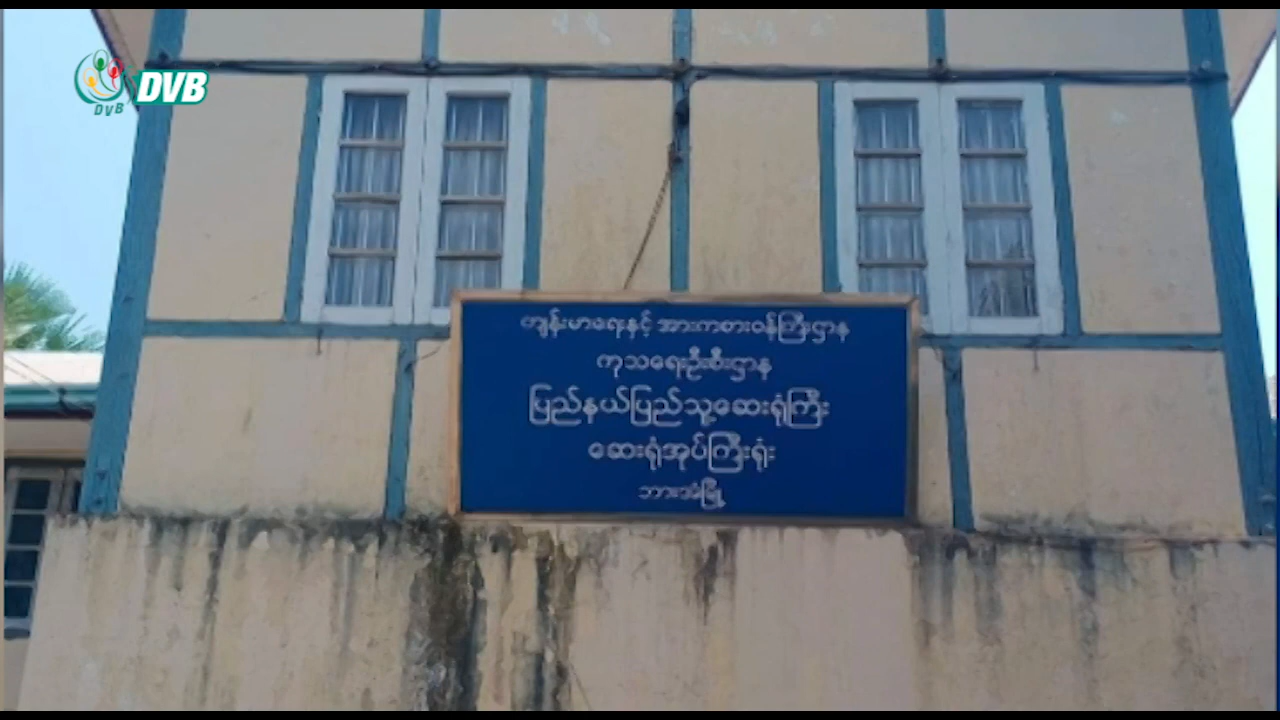 DVB
DVB
ကျန်းမာရေးနှင့် အားကစားဝန်ကြီးဌာန
ကုသရေးဦးစီးဌာန
ပြည်နယ်ပြည်သူ့ဆေးရုံကြီး
ဆေးရုံအုပ်ကြီးရုံး
ဘားအံမြို့